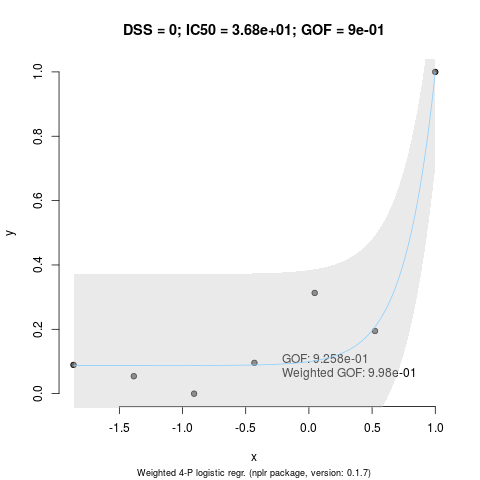 DSS = 0; IC50 = 3.68e+01; GOF = 9e-01
1.0
0.8
0.6
0.4
0.2
0.0
y
GOF: 9.258e-01
Weighted GOF: 9.98e-01
-1.5
-1.0
-0.5
0.0
0.5
1.0
x
Weighted 4-P logistic regr. (nplr package, version: 0.1.7)